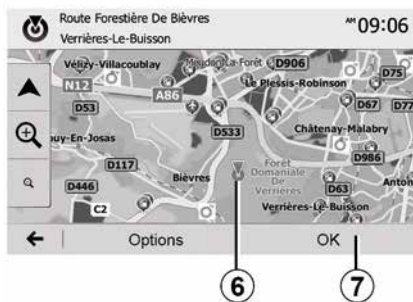 Route Forestière De Bièvres
AM 09:06
Verrières-Le-Buisson
Vélizy-Villacoublay
Meudon-La-Forêt
D906
D75
N12
Le Plessis-Robinson
A86
D53
D67
D77
D533
Châtenay-Malabry
uy-En-Josas
D117
D986
Forêt
Domaniale
De
Verrières
D446
Bièvres
D63
Anton
C2
Verrières-Le-Buisson
Options
OK
6
7